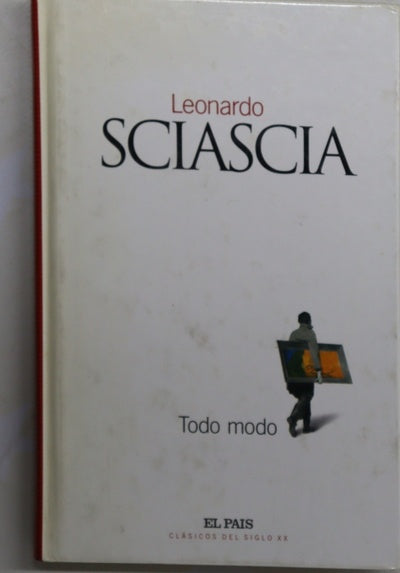 Leonardo
SCIASCIA
Todo modo
EL PAIS
CLÁSICOS DEL SIGLO XX